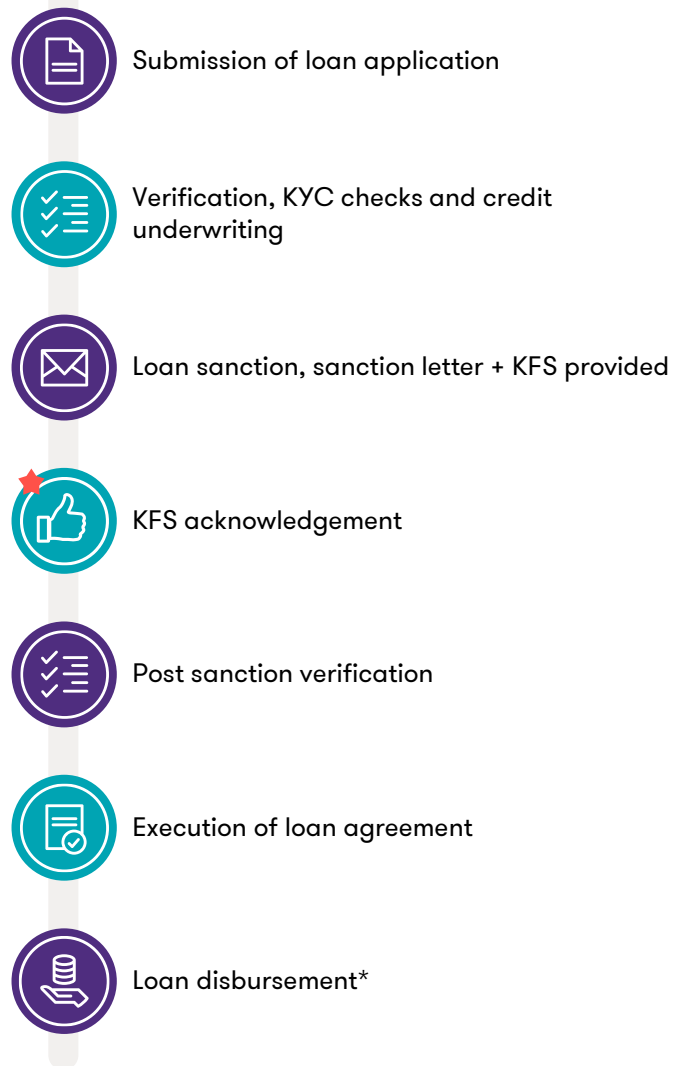 Submission of loan application
Verification, KYC checks and credit
underwriting
Loan sanction, sanction letter + KFS provided
KFS acknowledgement
Post sanction verification
Execution of loan agreement
Loan disbursement*